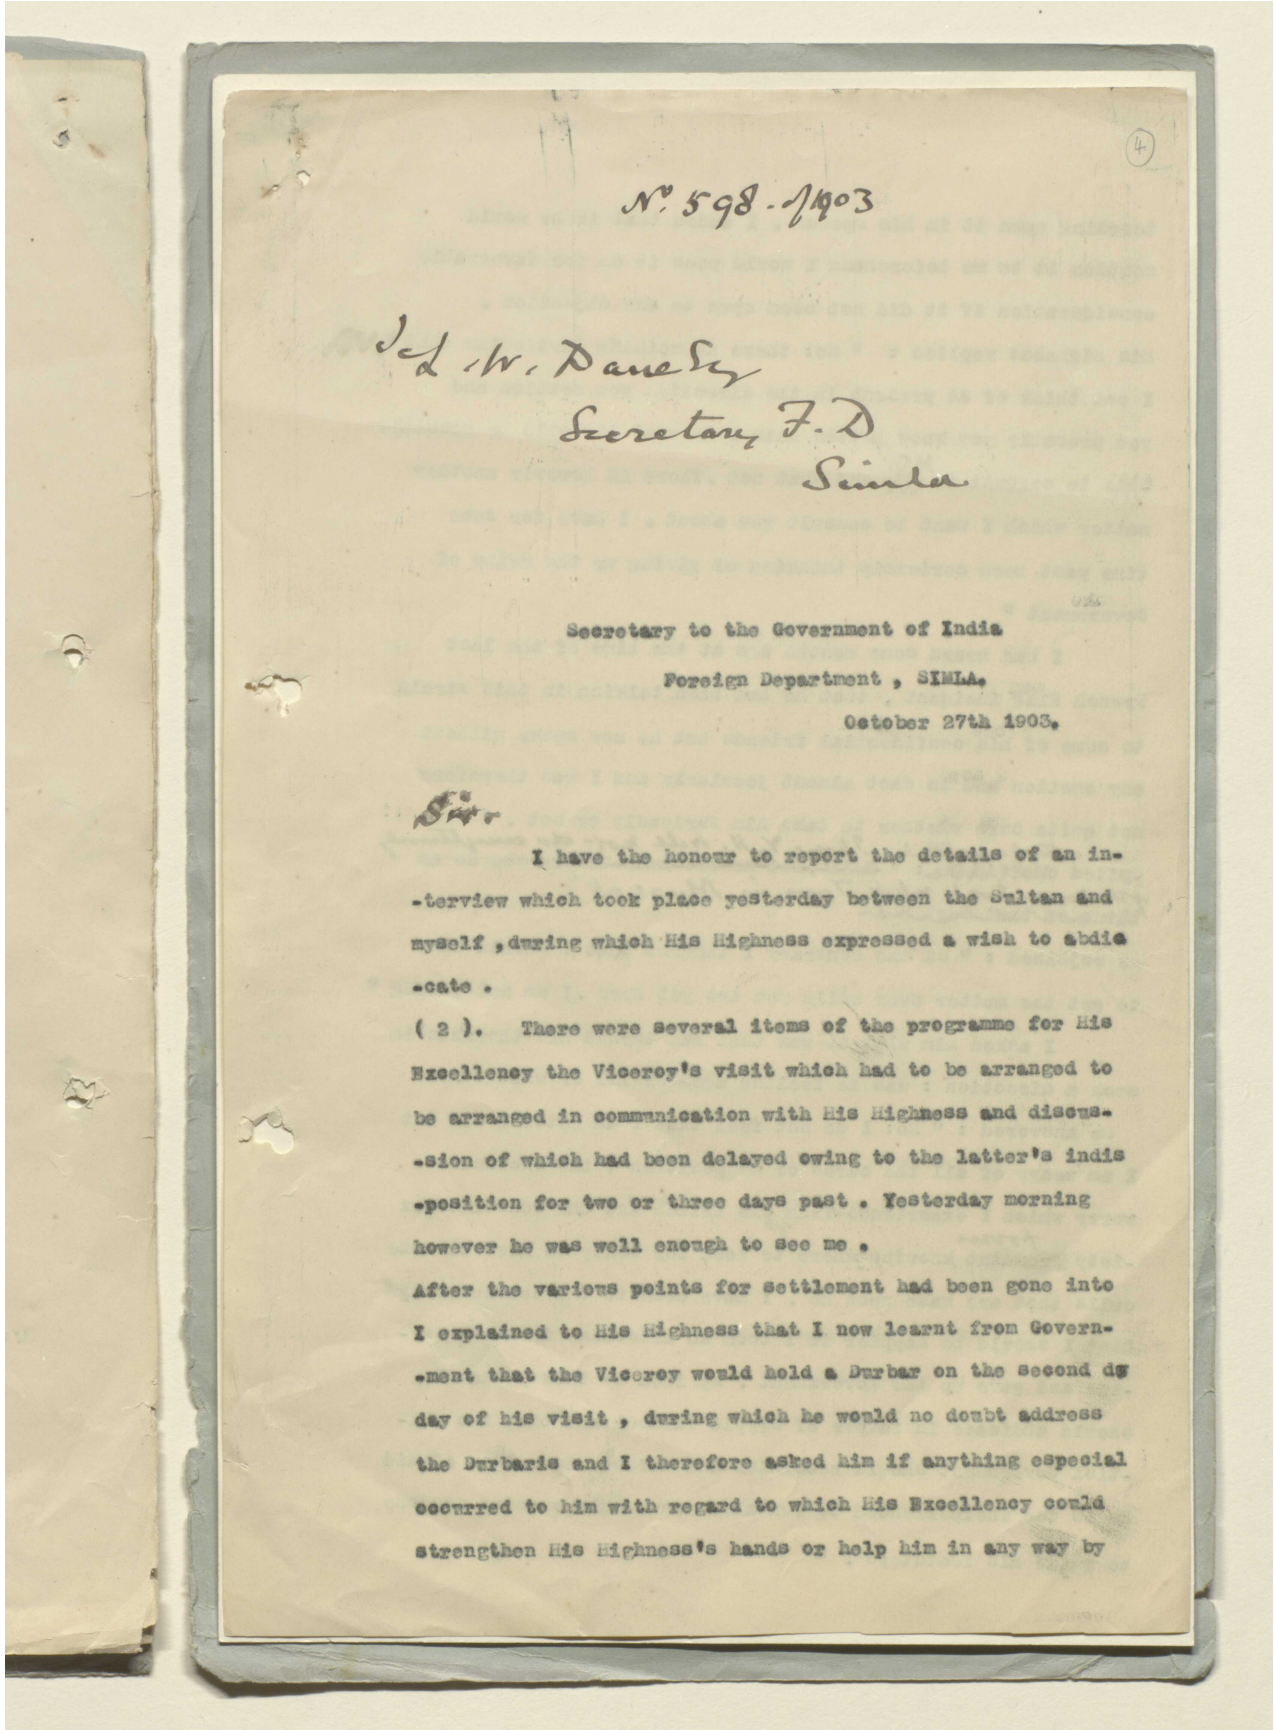 4
No. 598. of 1903
To L. W. Dane Esq
Secretary F. D
Simla
Secretary to the Government of India
Foreign Department , SIMLA.
October 27th 1903.
Sir.
I have the honour to report the details of an in-
-terview which took place yesterday between the Sultan and
myself ,during which His Highness expressed a wish to abdic
-cate .
( 2 ). There were several items of the programme for His
Excellency the Viceroy's visit which had to be arranged to
be arranged in communication with His Highness and discus-
-sion of which had been delayed owing to the latter's indis
-position for two or three days past . Yesterday morning
however he was well enough to see me .
After the various points for settlement had been gone into
I explained to His Highness that I now learnt from Govern-
-ment that the Viceroy would hold a Durbar on the second
day of his visit , during which he would no doubt address
the Durbaris and I therefore asked him if anything especial
occurred to him with regard to which His Excellency could
strengthen His Highness's hands or help him in any way by